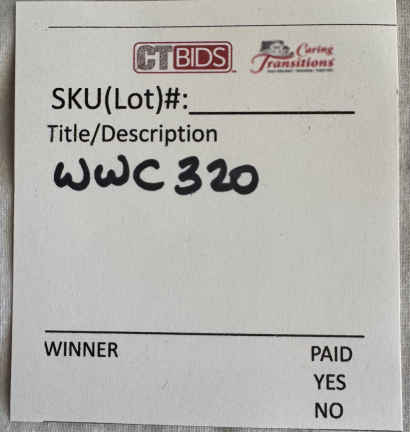 CTBIDS Caring Transitions
SKU(Lot)#:
Title/Description
WWC 320
WINNER PAID
YES
NO